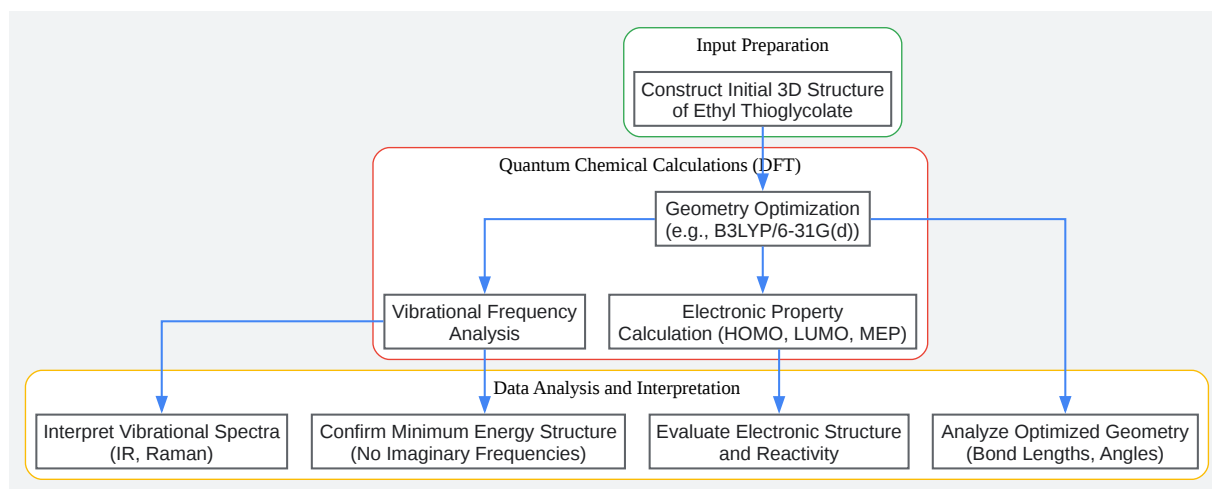 Input Preparation
Construct Initial 3D Structure
of Ethyl Thioglycolate
Quantum Chemical Calculations (DFT)
Geometry Optimization
(e.g., B3LYP/6-31G(d))
Vibrational Frequency
Analysis
Electronic Property
Calculation (HOMO, LUMO, MEP)
Data Analysis and Interpretation
Interpret Vibrational Spectra
(IR, Raman)
Confirm Minimum Energy Structure
(No Imaginary Frequencies)
Evaluate Electronic Structure
and Reactivity
Analyze Optimized Geometry
(Bond Lengths, Angles)